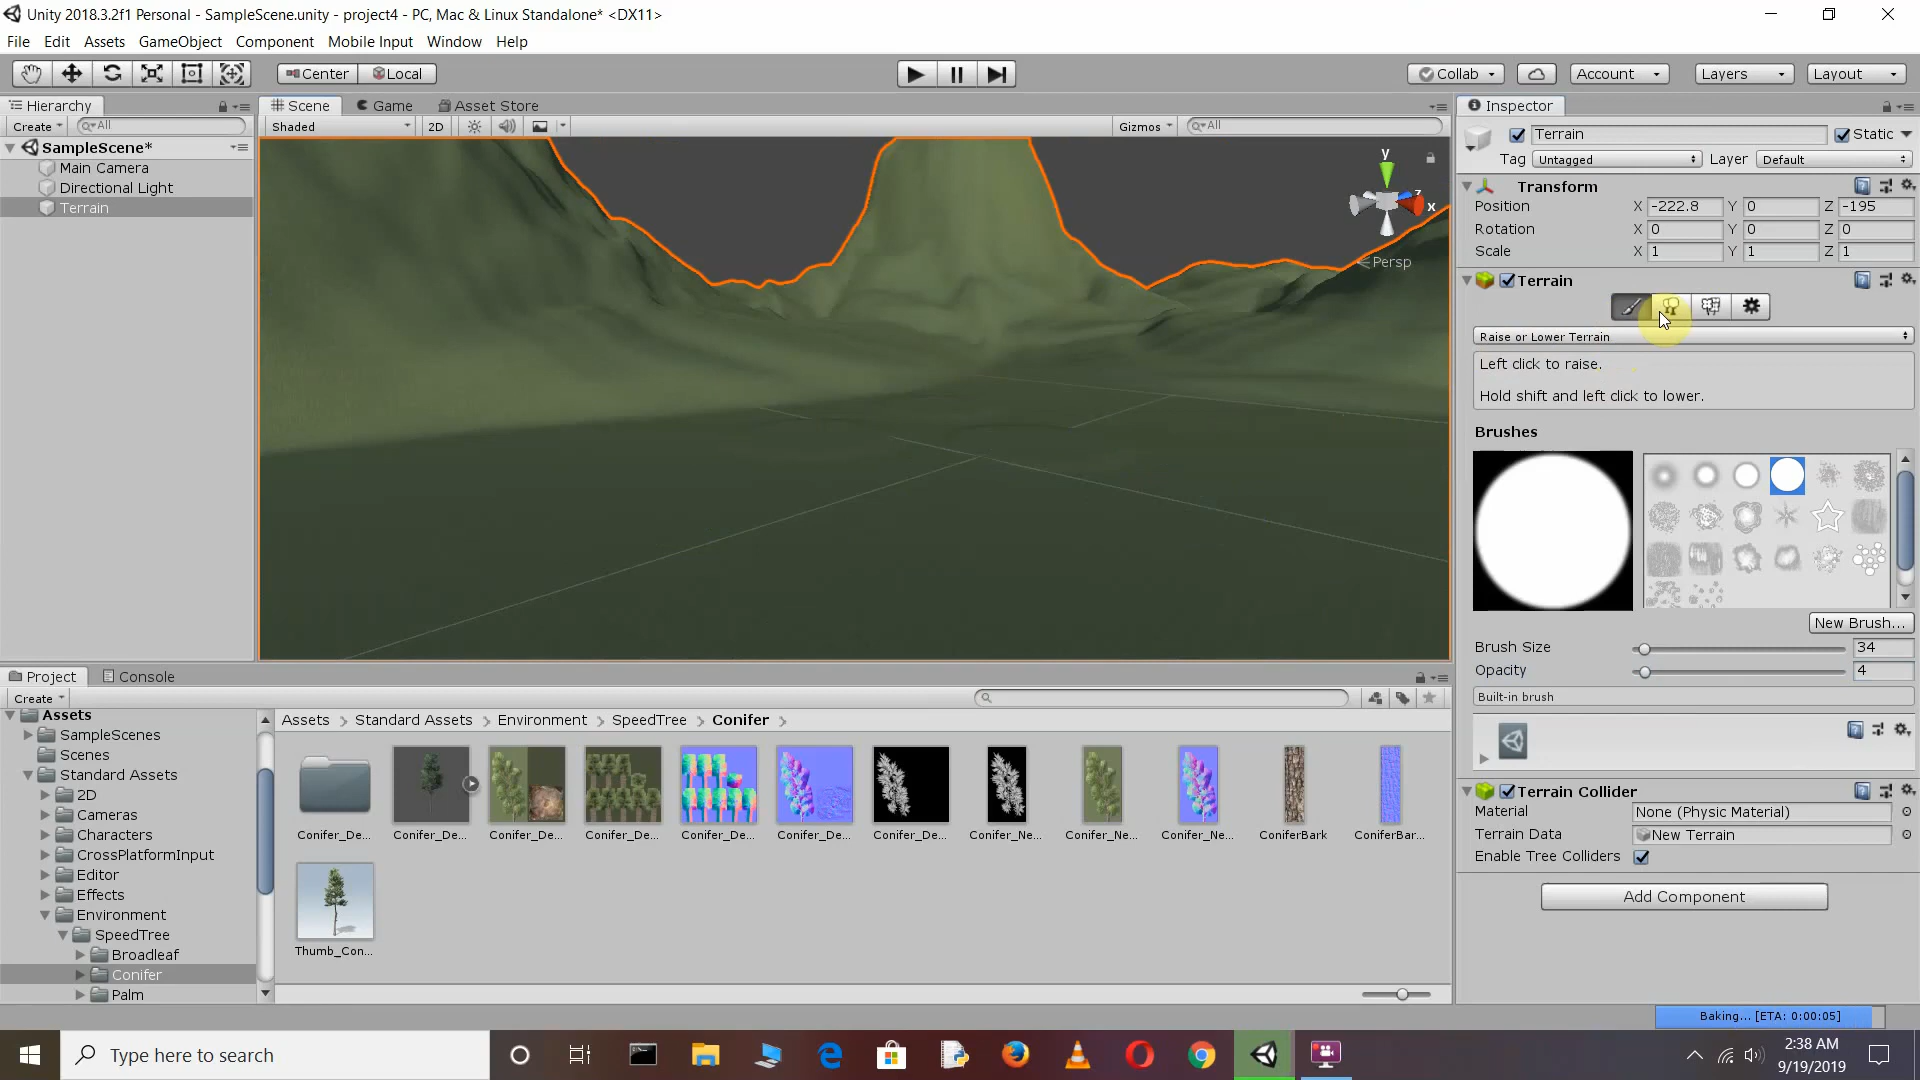 Unity 2018.3.2f1 Personal - SampleScene.unity - project4 - PC, Mac & Linux Standalone* <DX11>
File Edit Assets GameObject Component Mobile Input Window Help
Center Local Collab Account Layers Layout
Hierarchy Scene Game Asset Store Inspector
Create All Shaded 2D Gizmos All
SampleScene*
Main Camera
Directional Light
Terrain
y
z
x
Persp
Terrain Static
Tag Untagged Layer Default
Transform
Position X -222.8 Y 0 Z -195
Rotation X 0 Y 0 Z 0
Scale X 1 Y 1 Z 1
Terrain
Raise or Lower Terrain
Left click to raise.
Hold shift and left click to lower.
Brushes
New Brush...
Brush Size 34
Opacity 4
Built-in brush
Terrain Collider
Material None (Physic Material)
Terrain Data New Terrain
Enable Tree Colliders
Add Component
Project Console
Create
Assets
SampleScenes
Scenes
Standard Assets
2D
Cameras
Characters
CrossPlatformInput
Editor
Effects
Environment
SpeedTree
Broadleaf
Conifer
Palm
Assets Standard Assets Environment SpeedTree Conifer
Conifer_De... Conifer_De... Conifer_De... Conifer_De... Conifer_De... Conifer_De... Conifer_De... Conifer_Ne... Conifer_Ne... Conifer_Ne... ConiferBark ConiferBar...
Thumb_Con...
Baking... [ETA: 0:00:05]
Type here to search
2:38 AM
9/19/2019